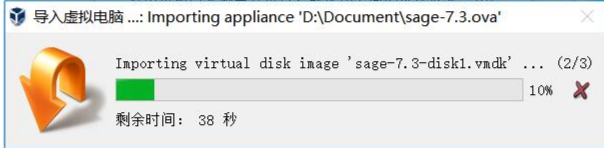 导入虚拟电脑 ...: Importing appliance 'D:\Document\sage-7.3.ova'
Importing virtual disk image 'sage-7.3-disk1.vmdk' ... (2/3)
10%
剩余时间： 38 秒